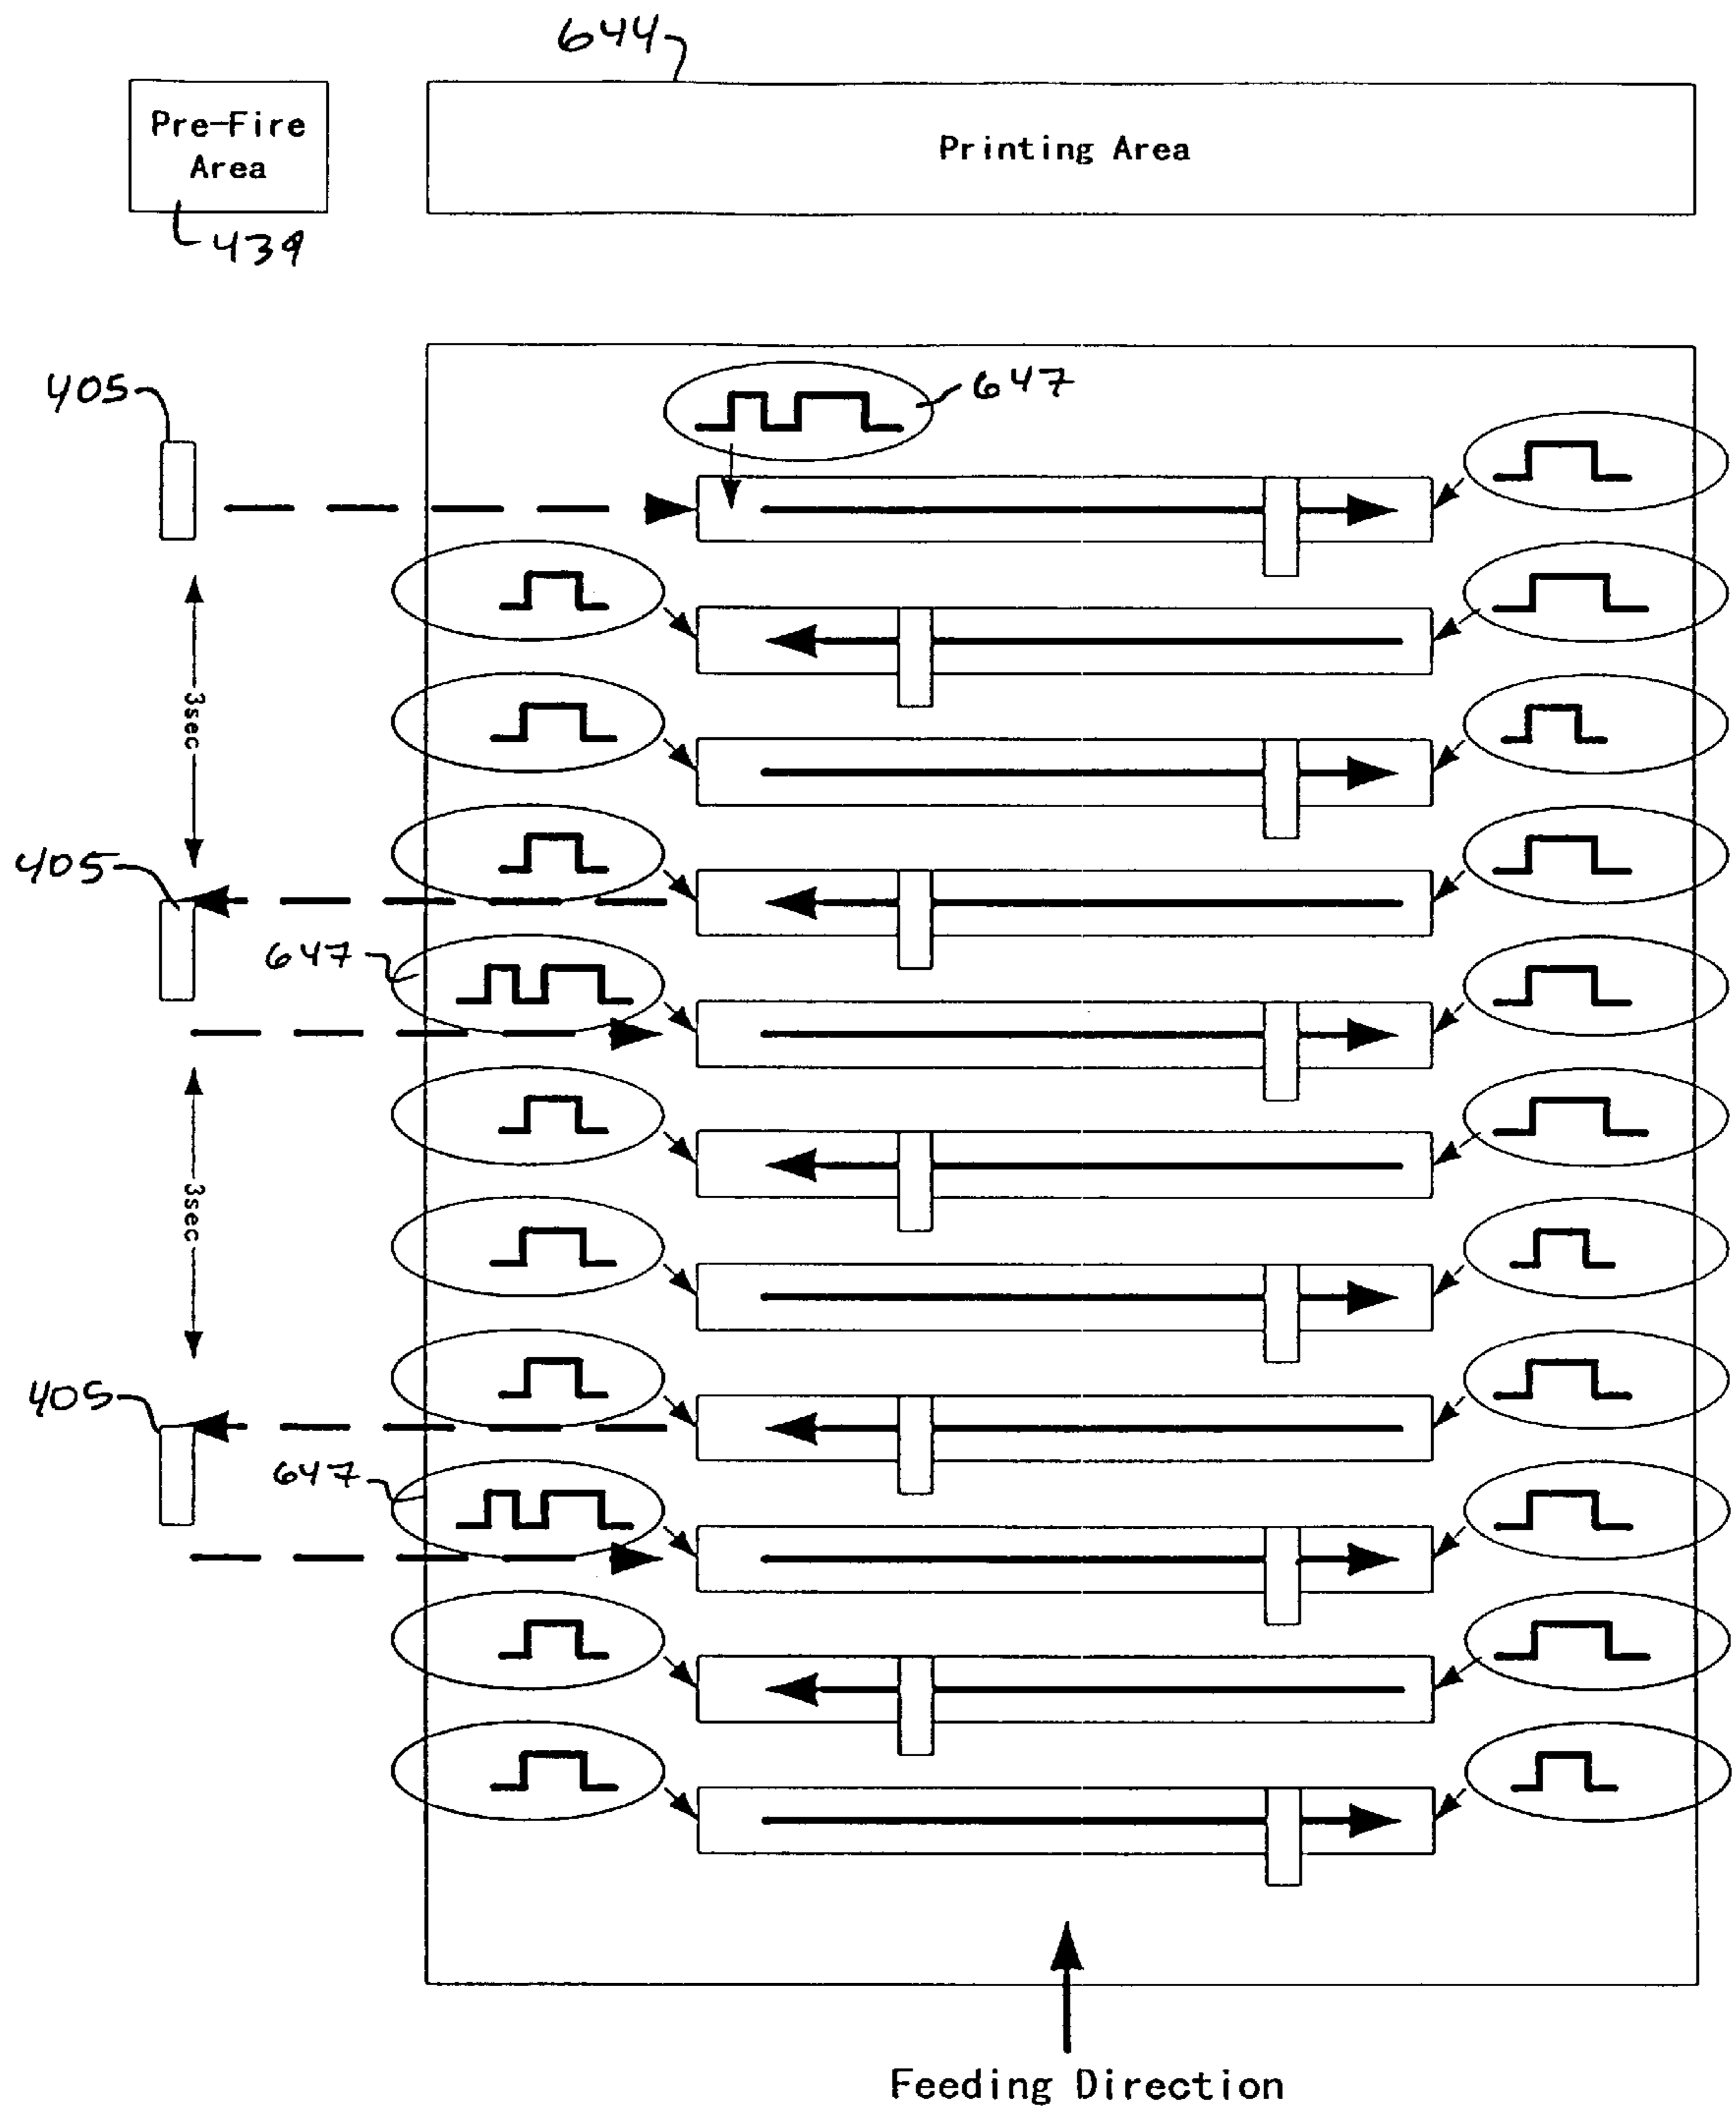 644
Pre-Fire
Area
Printing Area
439
405
647
3sec
405
647
3sec
405
647
Feeding Direction